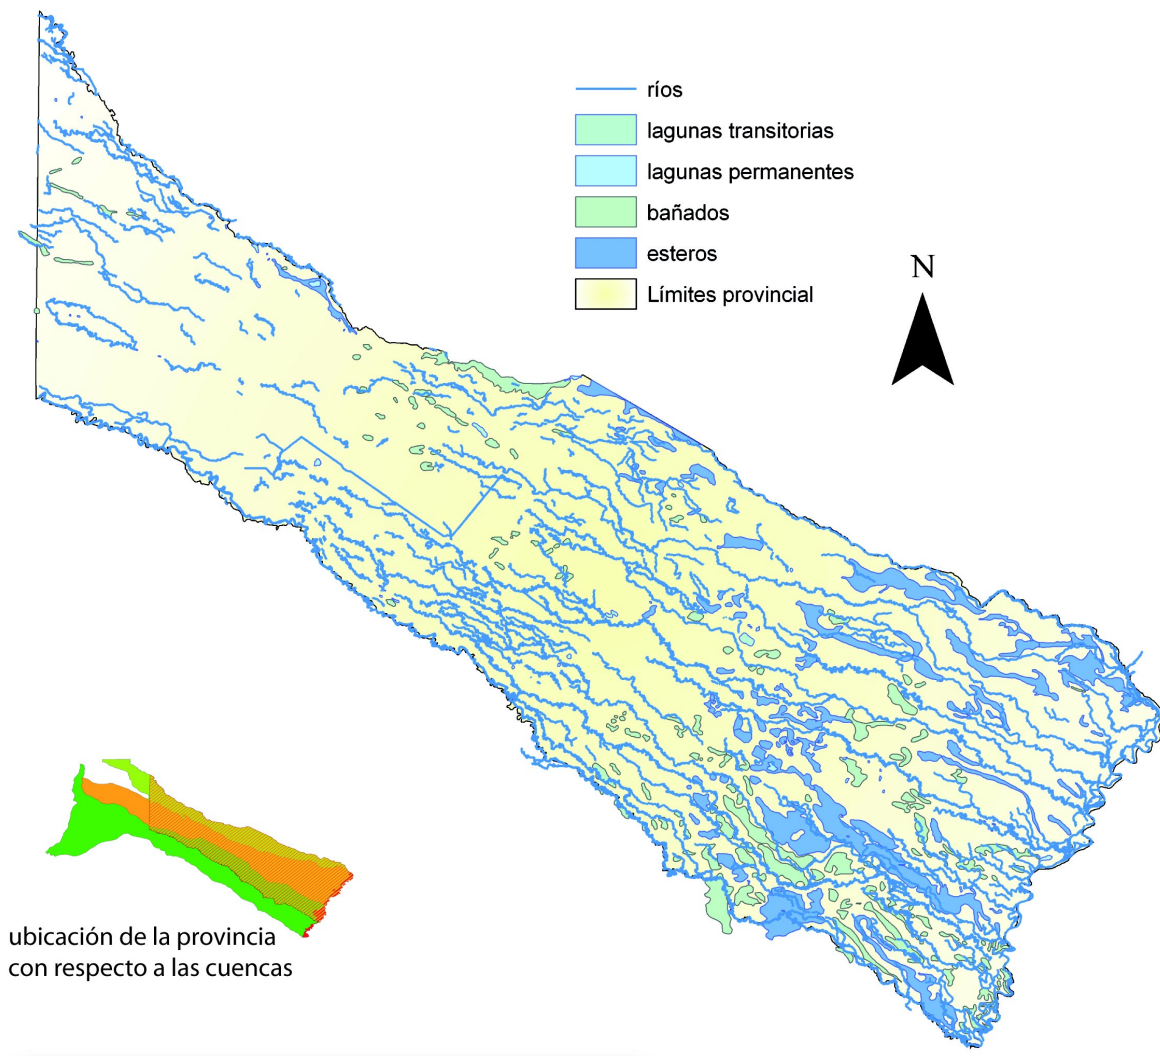 ríos
lagunas transitorias
lagunas permanentes
bañados
esteros
Límites provincial
N
ubicación de la provincia
con respecto a las cuencas